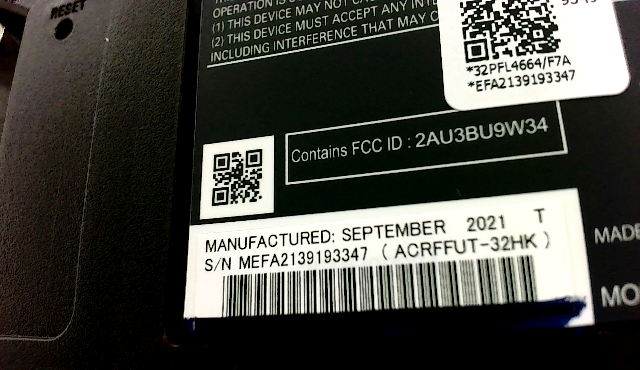 RESET
OPERATION IS
(1) THIS DEVICE MAY NOT
(2) THIS DEVICE MUST ACCEPT ANY
INCLUDING INTERFERENCE THAT MAY
*32PFL4664/F7A
*EFA2139193347
Contains FCC ID : 2AU3BU9W34
MANUFACTURED: SEPTEMBER 2021 T
S/N MEFA2139193347 ( ACRFFUT-32HK )
MADE
MO